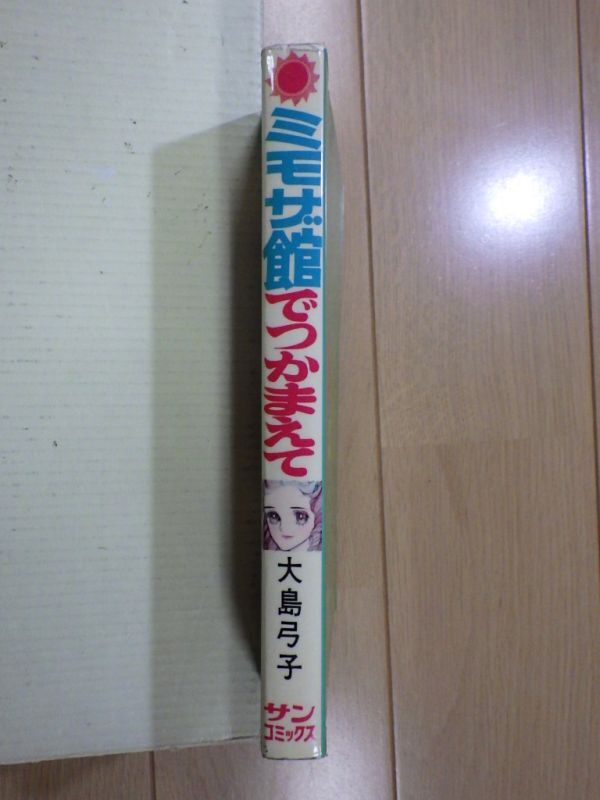 ミモザ館でつかまえて
大島弓子
サン
コミックス